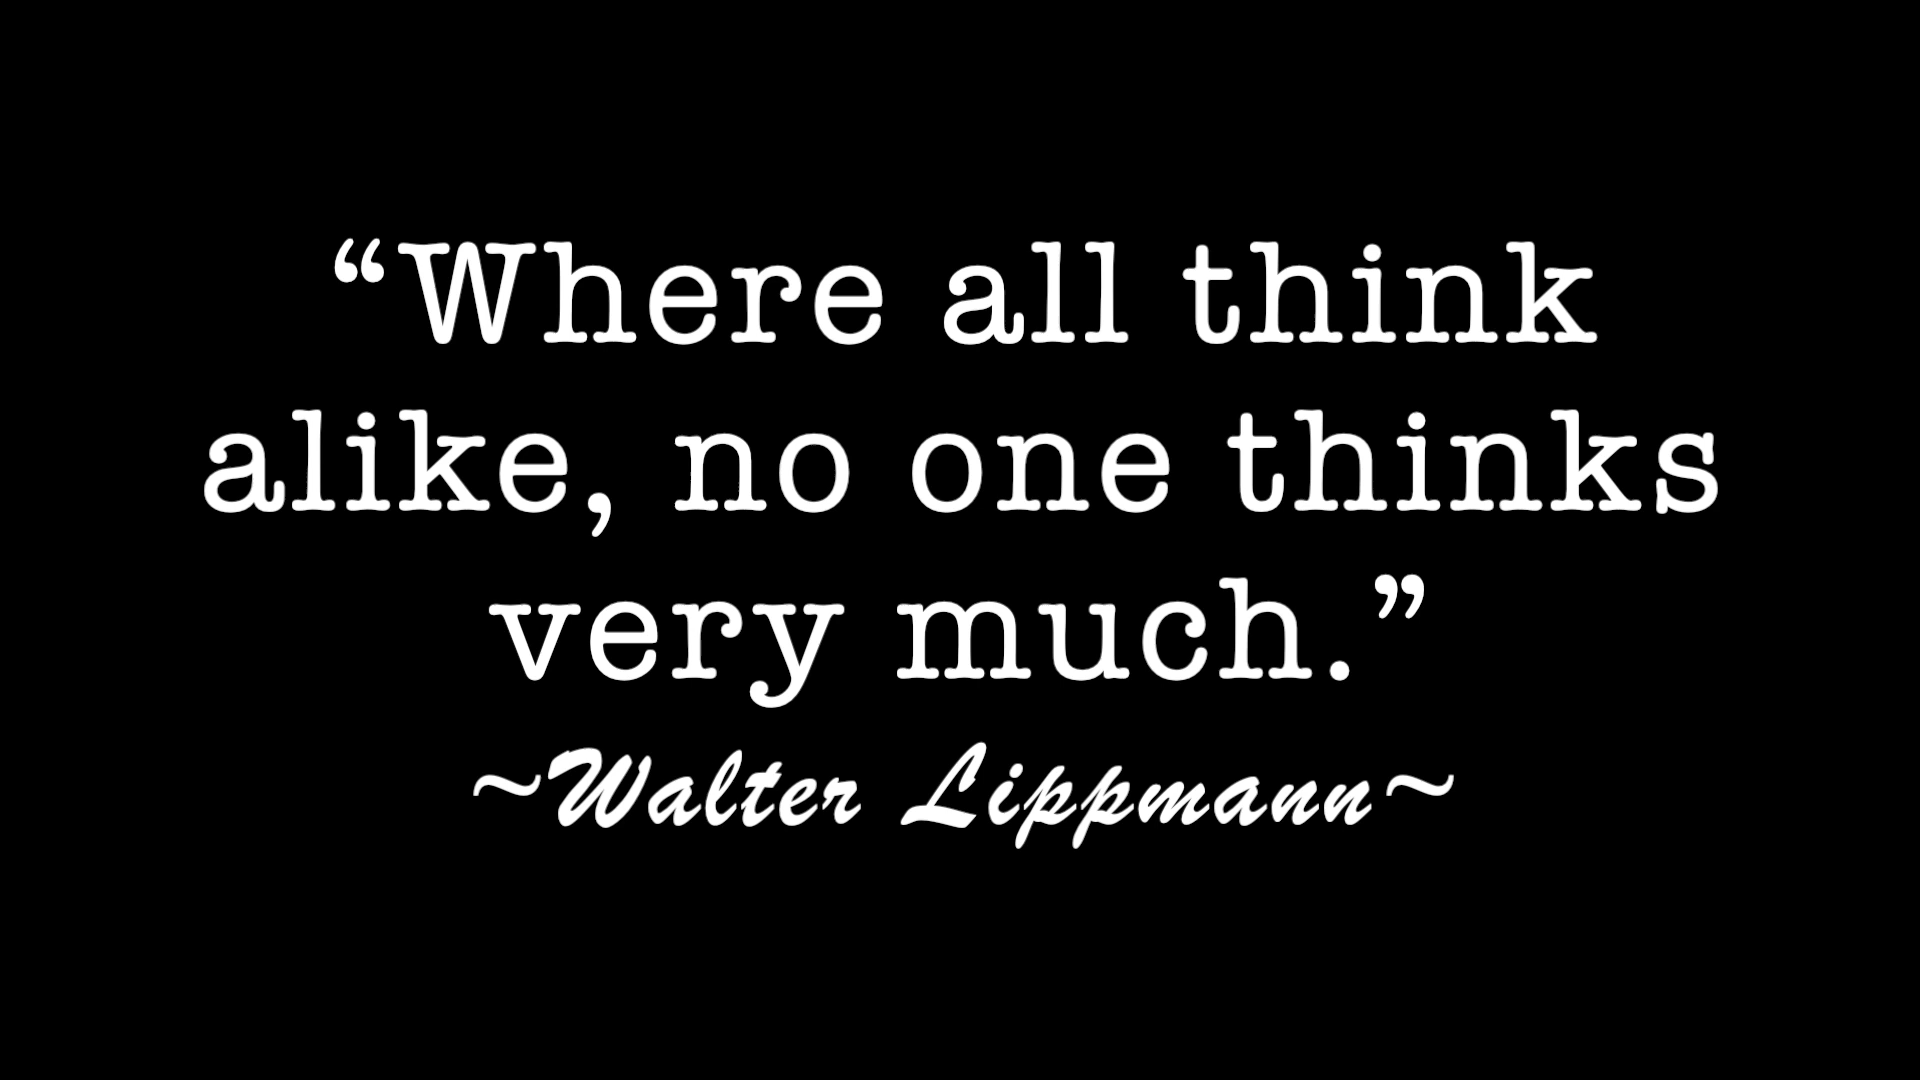 “Where all think
alike, no one thinks
very much.”
~Walter Lippmann~